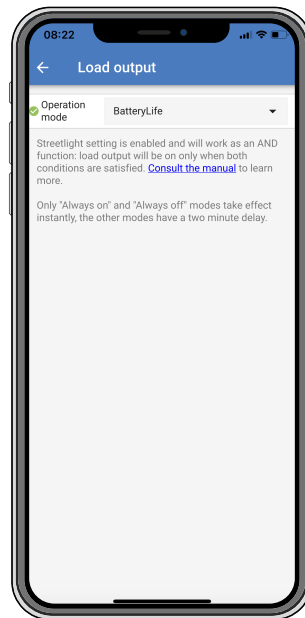 08:22
Load output
Operation
mode
BatteryLife
Streetlight setting is enabled and will work as an AND
function: load output will be on only when both
conditions are satisfied. Consult the manual to learn
more.
Only "Always on" and "Always off" modes take effect
instantly, the other modes have a two minute delay.